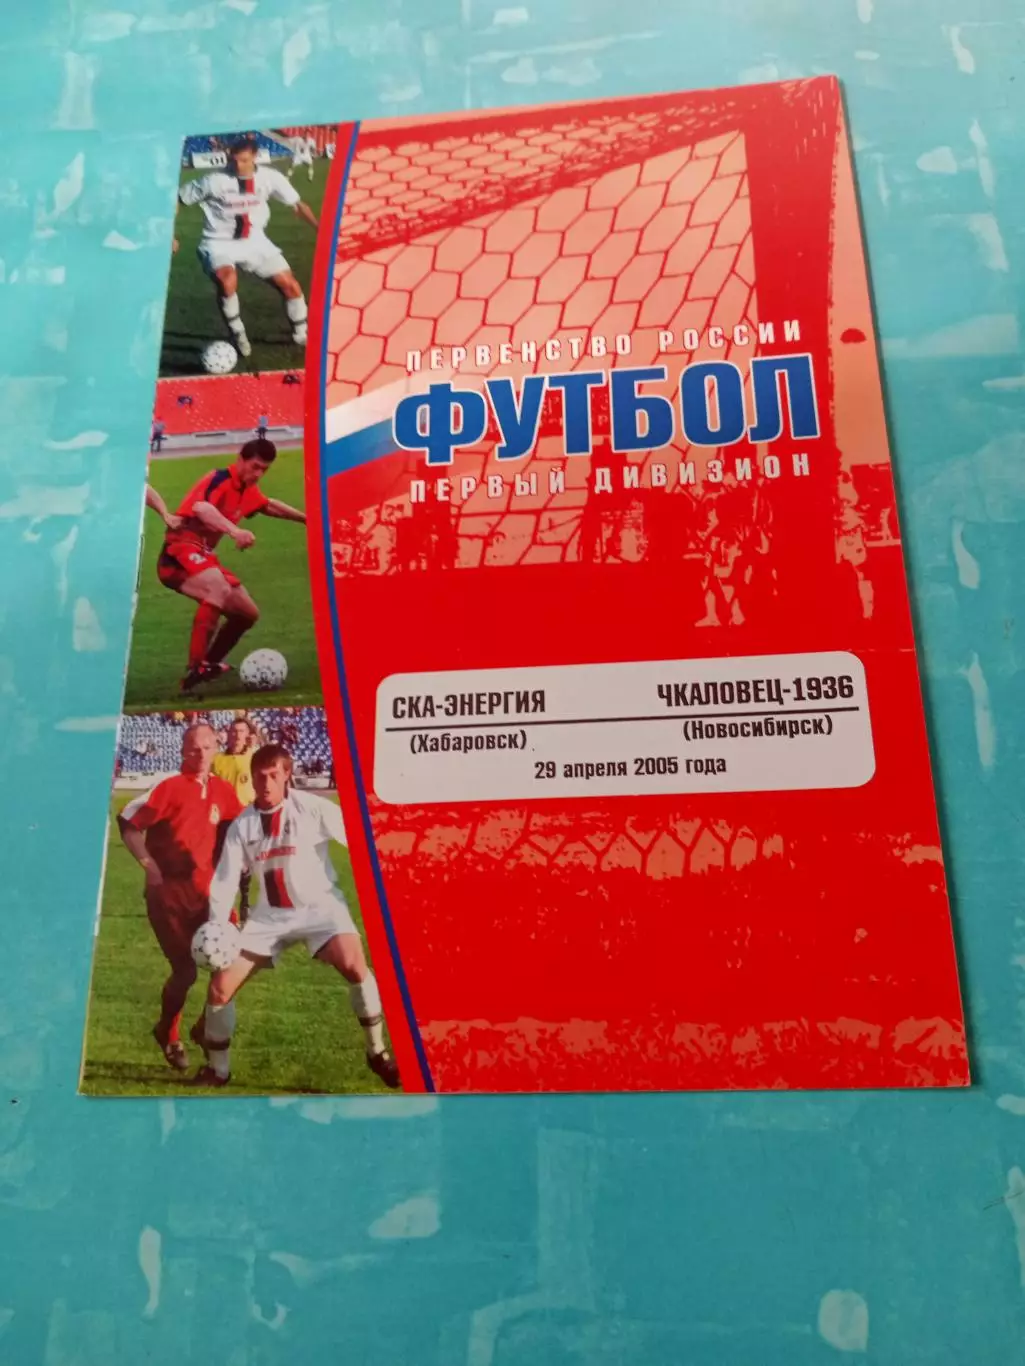 ПЕРВЕНСТВО РОССИИ
ФУТБОЛ
ПЕРВЫЙ ДИВИЗИОН
СКА-ЭНЕРГИЯ ЧКАЛОВЕЦ-1936
(Хабаровск) (Новосибирск)
29 апреля 2005 года